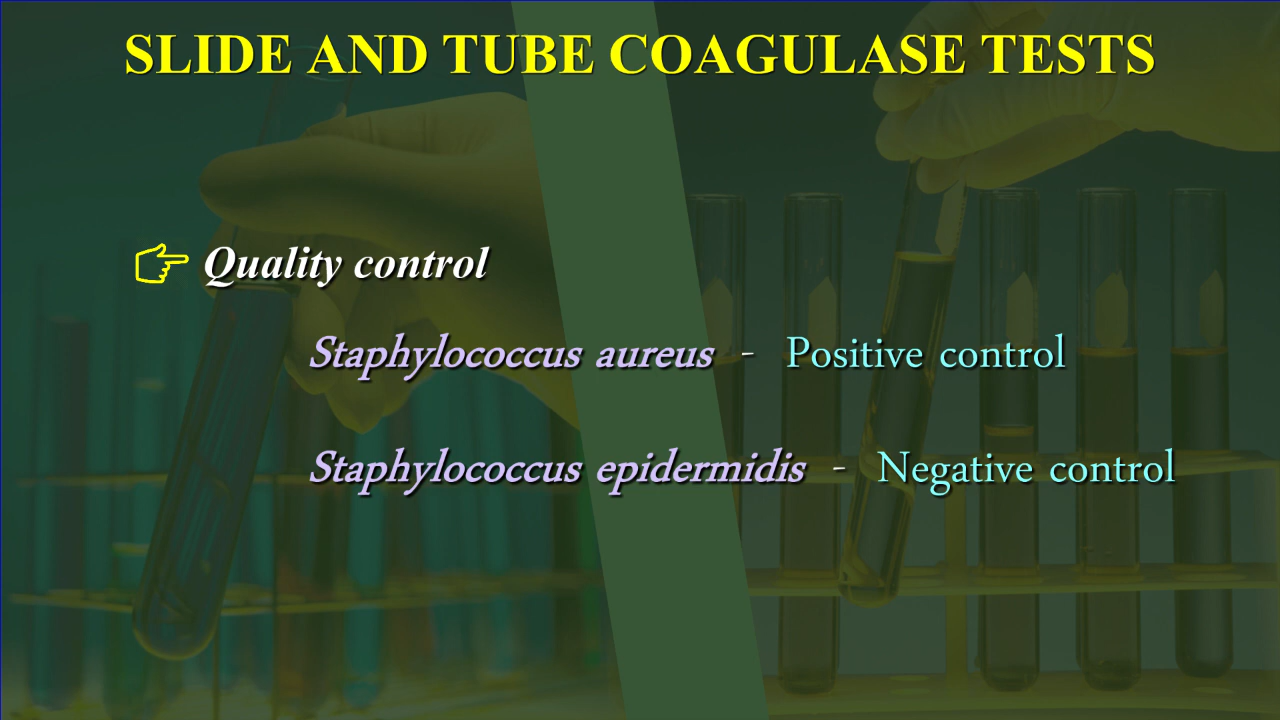 SLIDE AND TUBE COAGULASE TESTS
Quality control
Staphylococcus aureus - Positive control
Staphylococcus epidermidis - Negative control